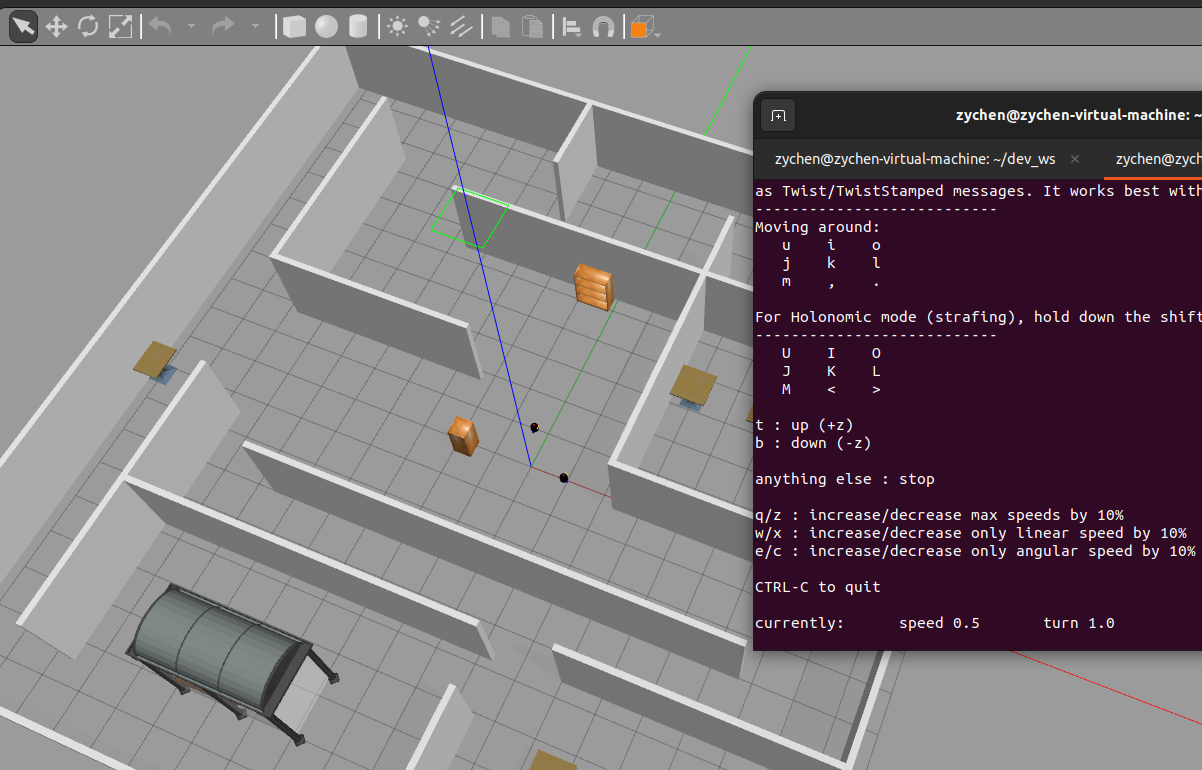 zychen@zychen-virtual-machine: ~
zychen@zychen-virtual-machine: ~/dev_ws × zychen@zych
as Twist/TwistStamped messages. It works best with
---------------------------
Moving around:
u i o
j k l
m , .
For Holonomic mode (strafing), hold down the shift
---------------------------
U I O
J K L
M < >
t : up (+z)
b : down (-z)
anything else : stop
q/z : increase/decrease max speeds by 10%
w/x : increase/decrease only linear speed by 10%
e/c : increase/decrease only angular speed by 10%
CTRL-C to quit
currently: speed 0.5 turn 1.0